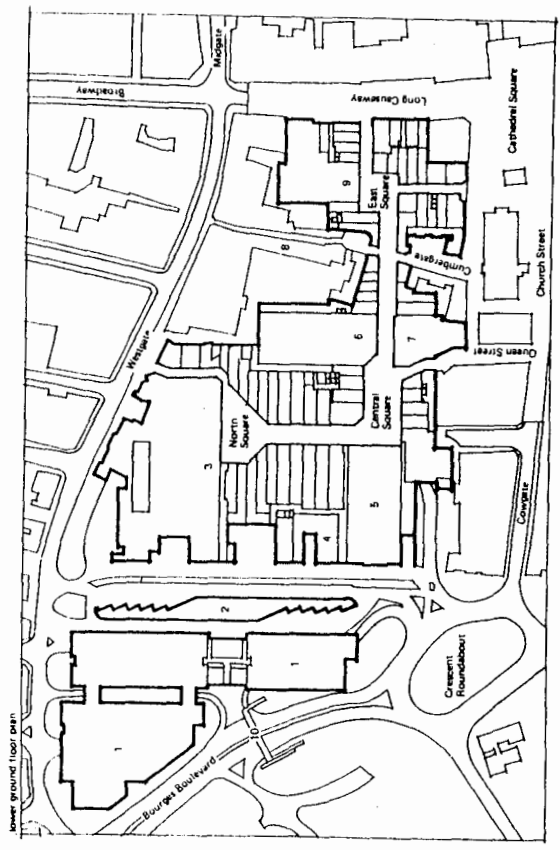 lower ground floor plan
Midgate
Broadway
Long Causeway
Cathedral Square
9
East
Square
8
Cumbergate
Church Street
Westgate
6
7
Queen Street
North
Square
Central
Square
3
5
4
Cowgate
2
1
1
Crescent
Roundabout
10
Bourges Boulevard